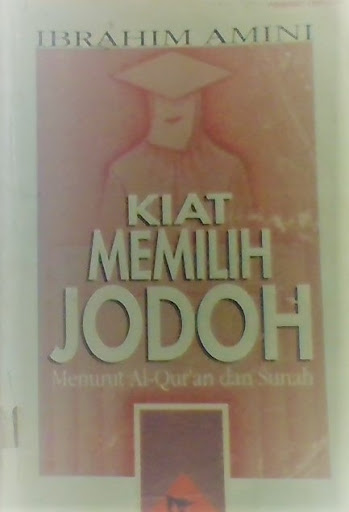 IBRAHIM AMINI
KIAT
MEMILIH
JODOH
Menurut Al-Qur'an dan Sunah